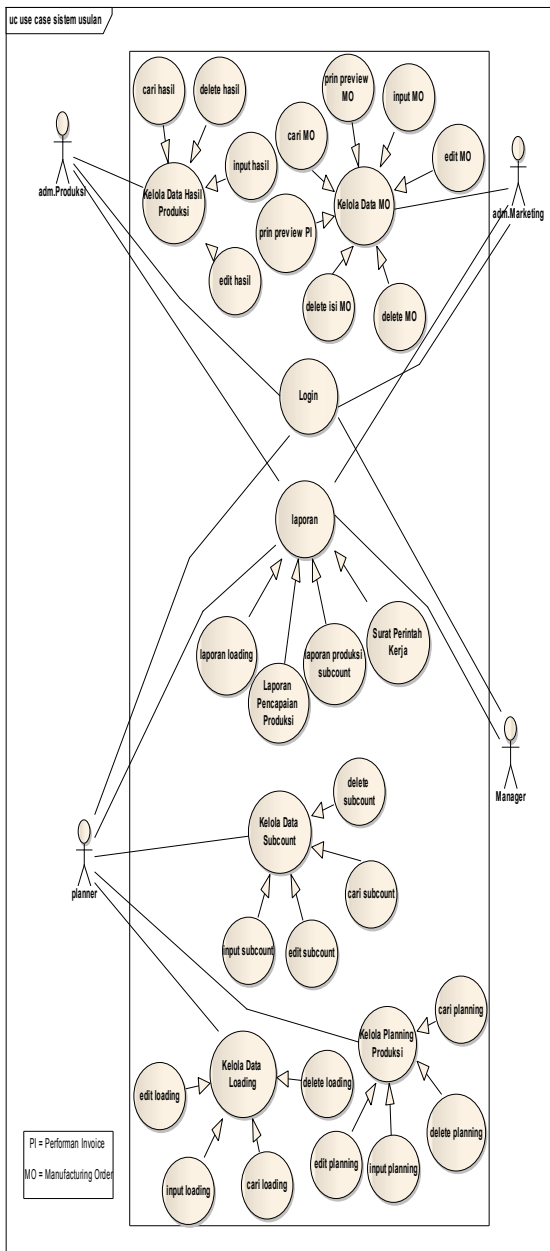 uc use case sistem usulan
cari hasil
delete hasil
prin preview
MO
input MO
adm.Produksi
cari MO
adm.Marketing
edit MO
input hasil
Kelola Data Hasil
Produksi
Kelola Data MO
prin preview PI
edit hasil
delete isi MO
delete MO
Login
laporan
laporan loading
Laporan
Pencapaian
Produksi
laporan produksi
subcount
Surat Perintah
Kerja
Manager
delete
subcount
Kelola Data
Subcount
planner
cari subcount
input subcount
edit subcount
cari planning
Kelola Planning
Produksi
Kelola Data
Loading
edit loading
delete loading
delete planning
edit planning
input planning
input loading
cari loading
PI = Performan Invoice
MO = Manufacturing Order